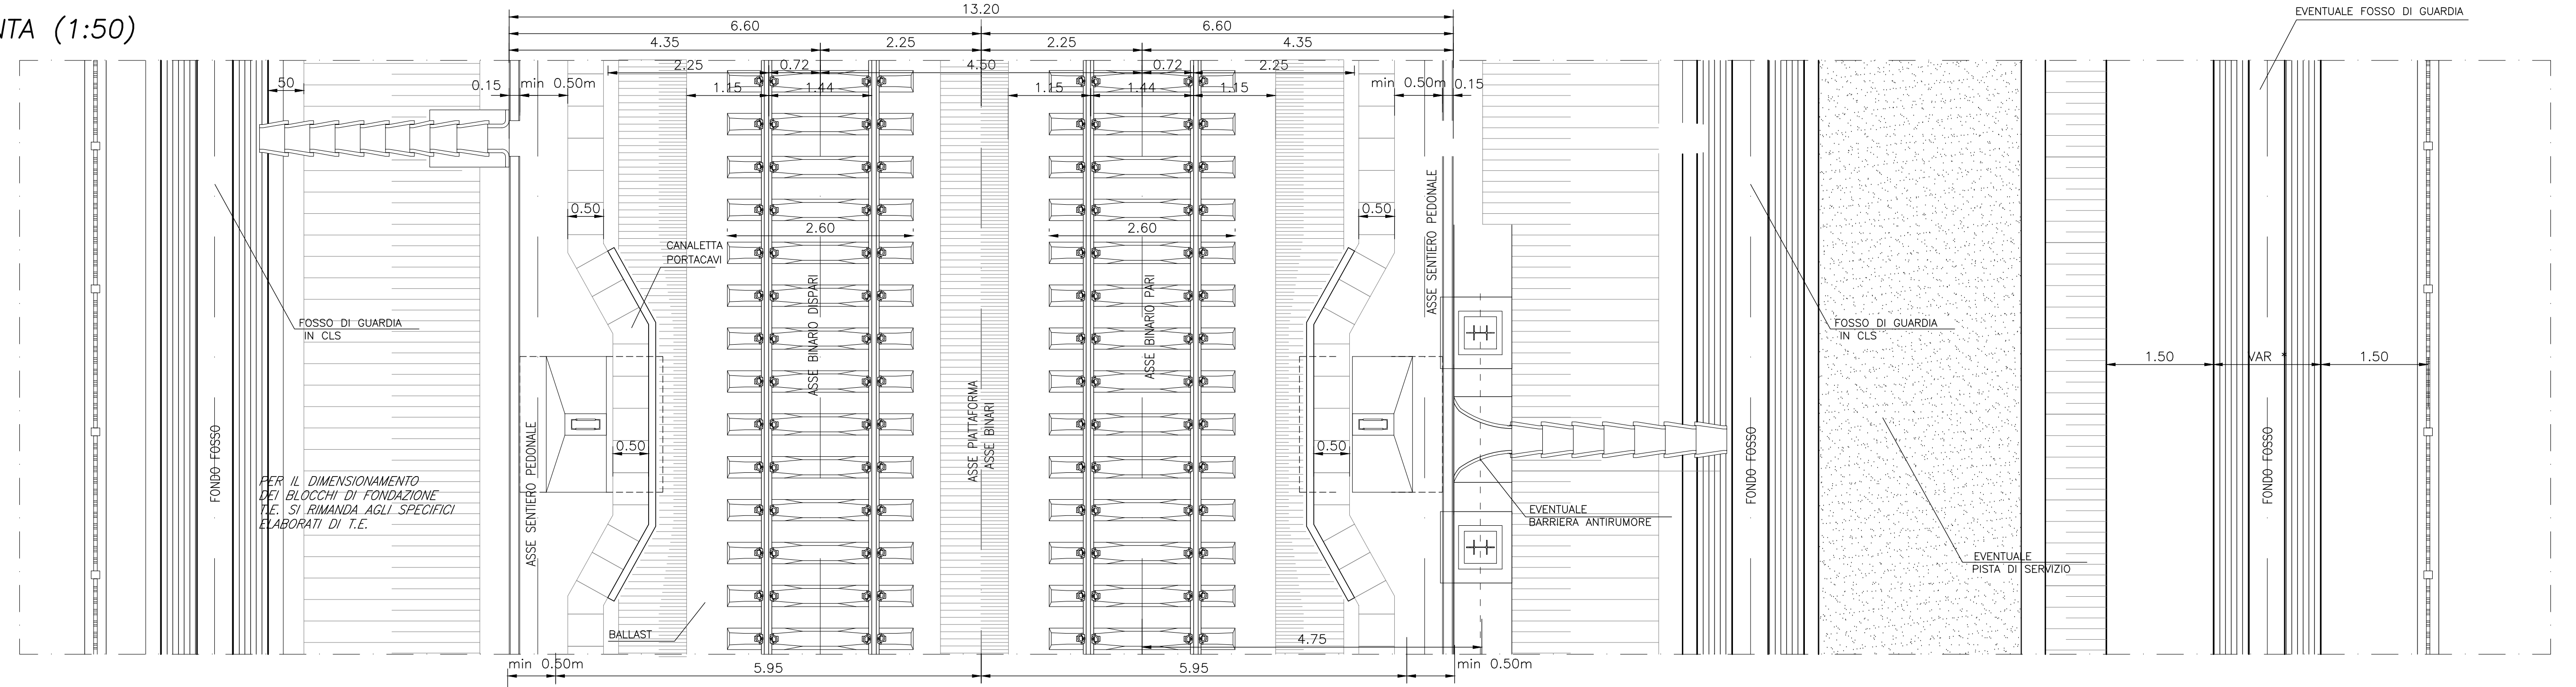 NTA (1:50)
13.20
6.60
6.60
4.35
2.25
2.25
4.35
2.25
0.72
4.50
0.72
2.25
50
0.15
min 0.50m
1.15
1.44
1.15
1.44
1.15
min 0.50m
0.15
EVENTUALE FOSSO DI GUARDIA
0.50
0.50
2.60
2.60
CANALETTA
PORTACAVI
ASSE SENTIERO PEDONALE
ASSE BINARIO DISPARI
ASSE BINARIO PARI
FOSSO DI GUARDIA
IN CLS
FOSSO DI GUARDIA
IN CLS
1.50
VAR *
1.50
ASSE PIATTAFORMA
ASSE BINARI
0.50
0.50
FONDO FOSSO
ASSE SENTIERO PEDONALE
FONDO FOSSO
FONDO FOSSO
PER IL DIMENSIONAMENTO
DEI BLOCCHI DI FONDAZIONE
T.E. SI RIMANDA AGLI SPECIFICI
ELABORATI DI T.E.
EVENTUALE
BARRIERA ANTIRUMORE
EVENTUALE
PISTA DI SERVIZIO
BALLAST
4.75
min 0.50m
5.95
5.95
min 0.50m